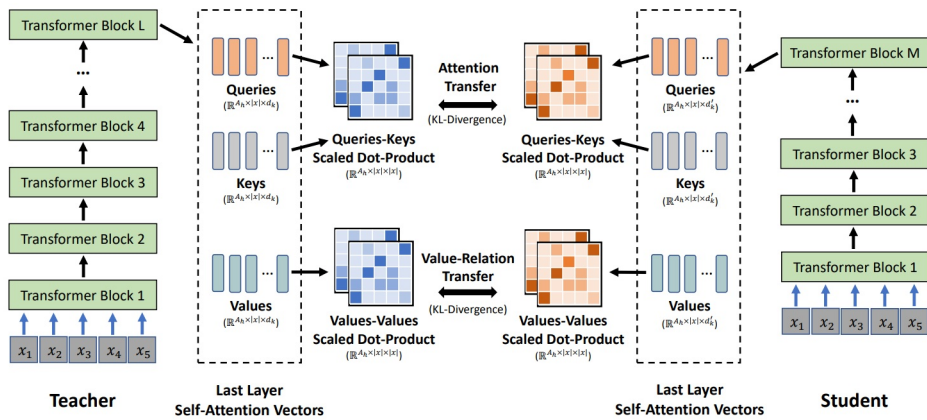 Transformer Block L
...
Transformer Block 4
Transformer Block 3
Transformer Block 2
Transformer Block 1
x₁ x₂ x₃ x₄ x₅
Teacher
...
Queries
(ℝ^{A_h×|x|×d_k})
...
Keys
(ℝ^{A_h×|x|×d_k})
...
Values
(ℝ^{A_h×|x|×d_k})
Last Layer
Self-Attention Vectors
Queries-Keys
Scaled Dot-Product
(ℝ^{A_h×|x|×|x|})
Values-Values
Scaled Dot-Product
(ℝ^{A_h×|x|×|x|})
Attention
Transfer
(KL-Divergence)
Value-Relation
Transfer
(KL-Divergence)
Queries-Keys
Scaled Dot-Product
(ℝ^{A_h×|x|×|x|})
Values-Values
Scaled Dot-Product
(ℝ^{A_h×|x|×|x|})
...
Queries
(ℝ^{A_h×|x|×d'_k})
...
Keys
(ℝ^{A_h×|x|×d'_k})
...
Values
(ℝ^{A_h×|x|×d'_k})
Last Layer
Self-Attention Vectors
Transformer Block M
...
Transformer Block 3
Transformer Block 2
Transformer Block 1
x₁ x₂ x₃ x₄ x₅
Student